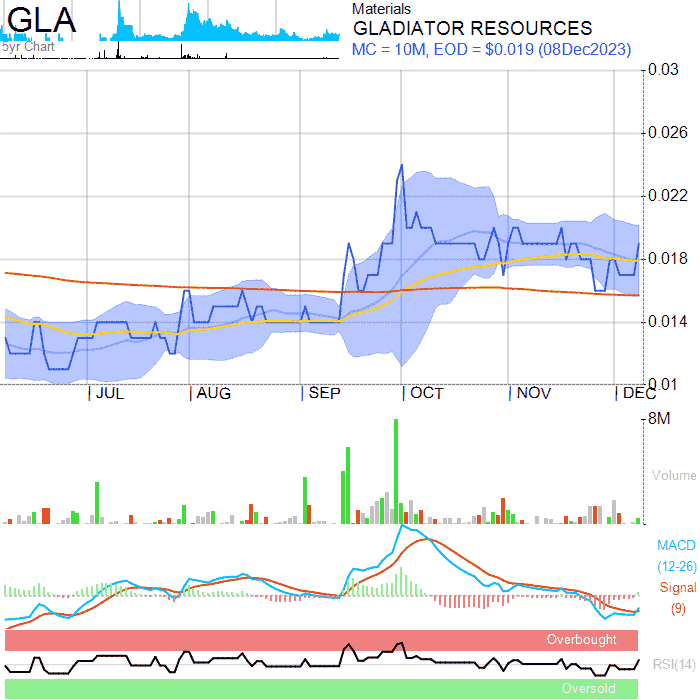 GLA
5yr Chart
Materials
GLADIATOR RESOURCES
MC = 10M, EOD = $0.019 (08Dec2023)
0.03
0.026
0.022
0.018
0.014
0.01
JUL
AUG
SEP
OCT
NOV
DEC
8M
Volume
MACD
(12-26)
Signal
(9)
Overbought
RSI(14)
Oversold